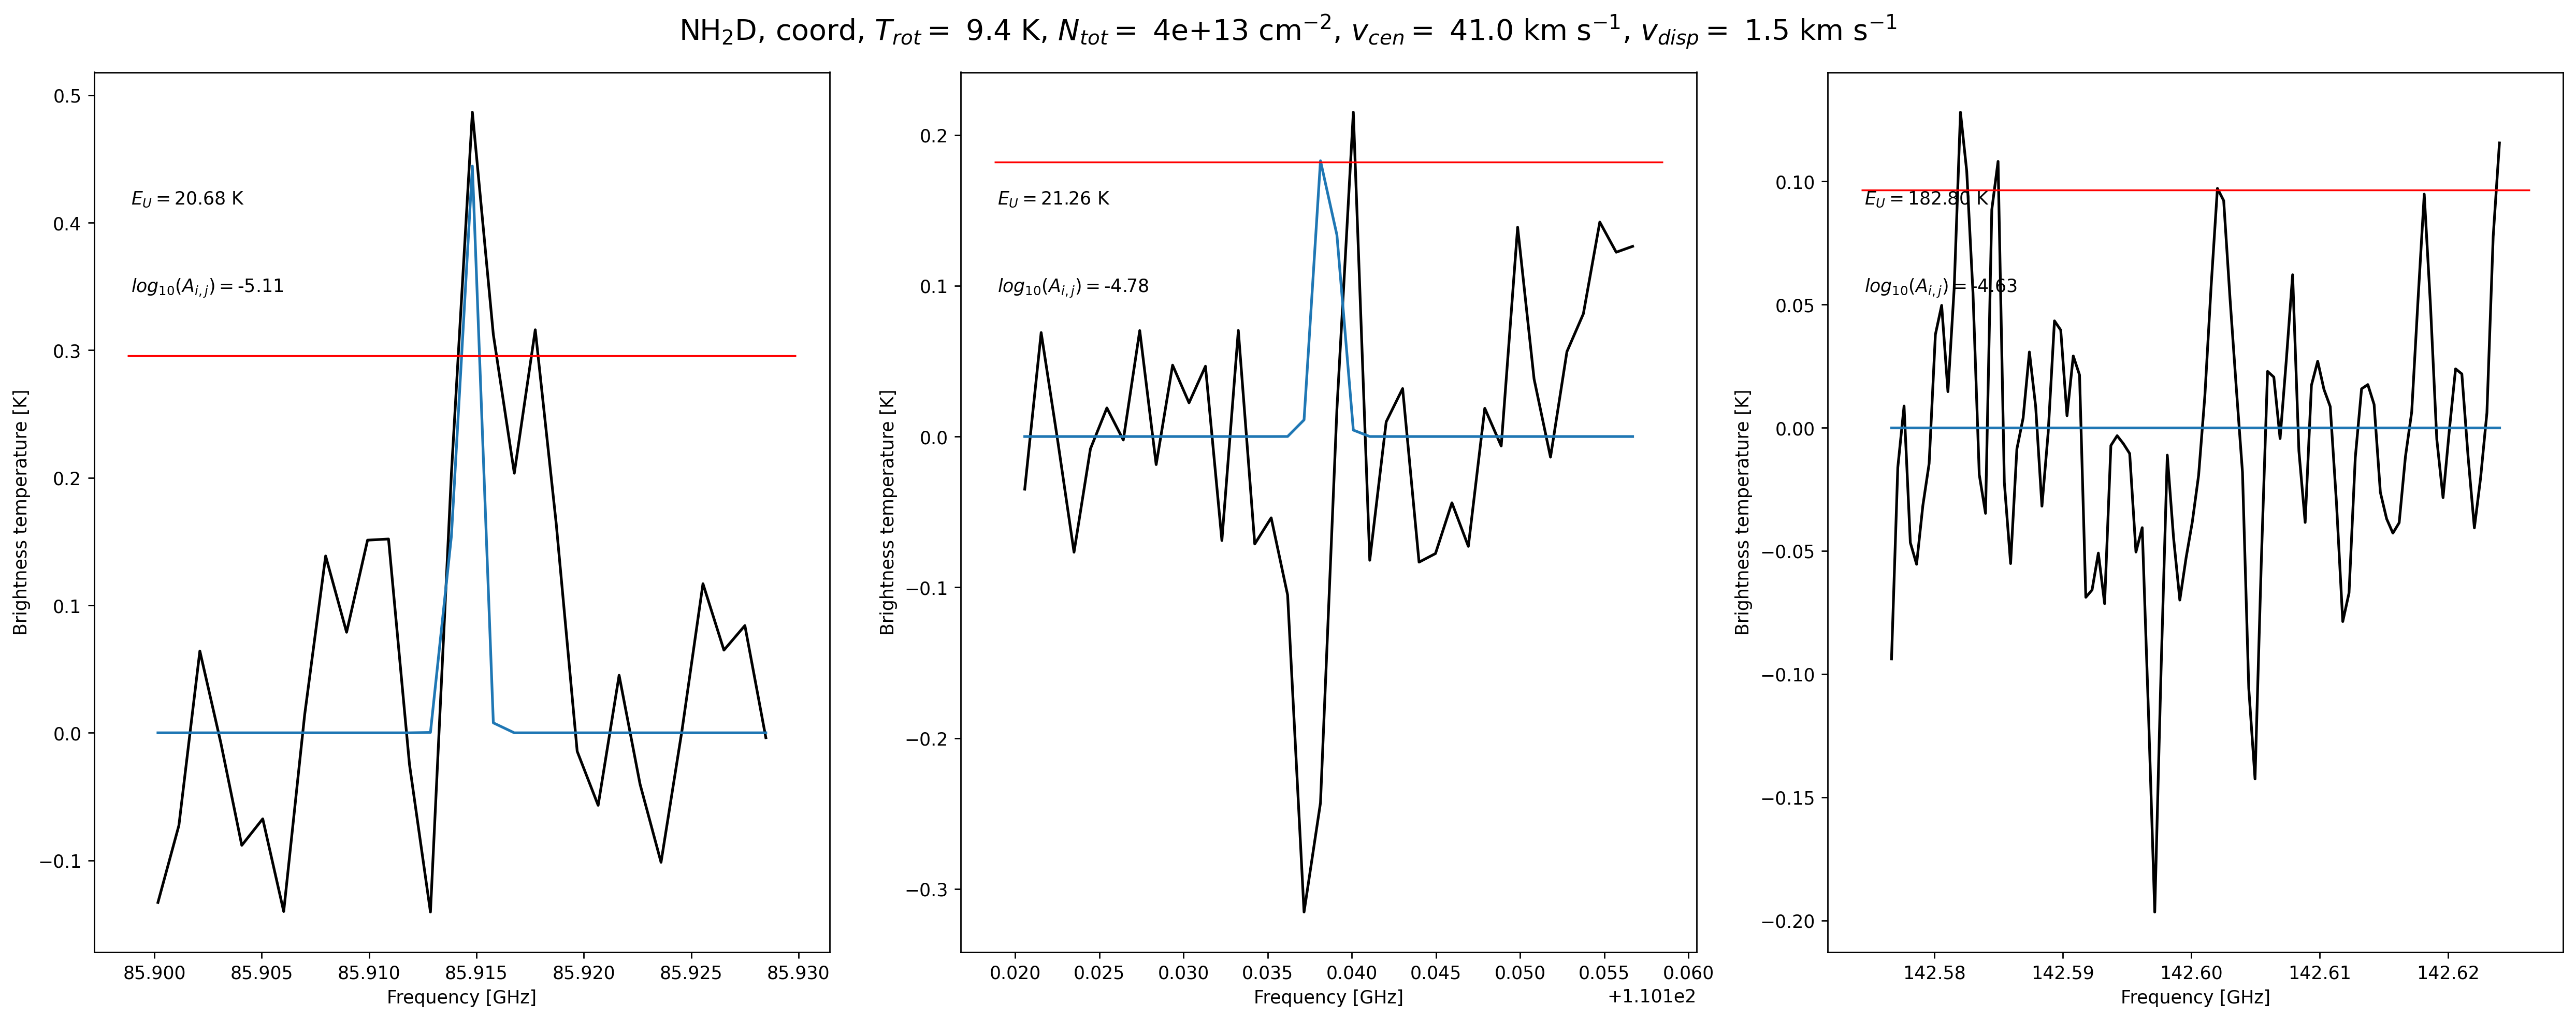 NH₂D, coord, T_rot = 9.4 K, N_tot = 4e+13 cm⁻², v_cen = 41.0 km s⁻¹, v_disp = 1.5 km s⁻¹
0.5
0.4
0.3
0.2
0.1
0.0
−0.1
Brightness temperature [K]
E_U = 20.68 K
log₁₀(A_i,j) = -5.11
85.900 85.905 85.910 85.915 85.920 85.925 85.930
Frequency [GHz]
0.2
0.1
0.0
−0.1
−0.2
−0.3
Brightness temperature [K]
E_U = 21.26 K
log₁₀(A_i,j) = -4.78
0.020 0.025 0.030 0.035 0.040 0.045 0.050 0.055 0.060
Frequency [GHz]
+1.101e2
0.10
0.05
0.00
−0.05
−0.10
−0.15
−0.20
Brightness temperature [K]
E_U = 182.80 K
log₁₀(A_i,j) = -4.63
142.58 142.59 142.60 142.61 142.62
Frequency [GHz]